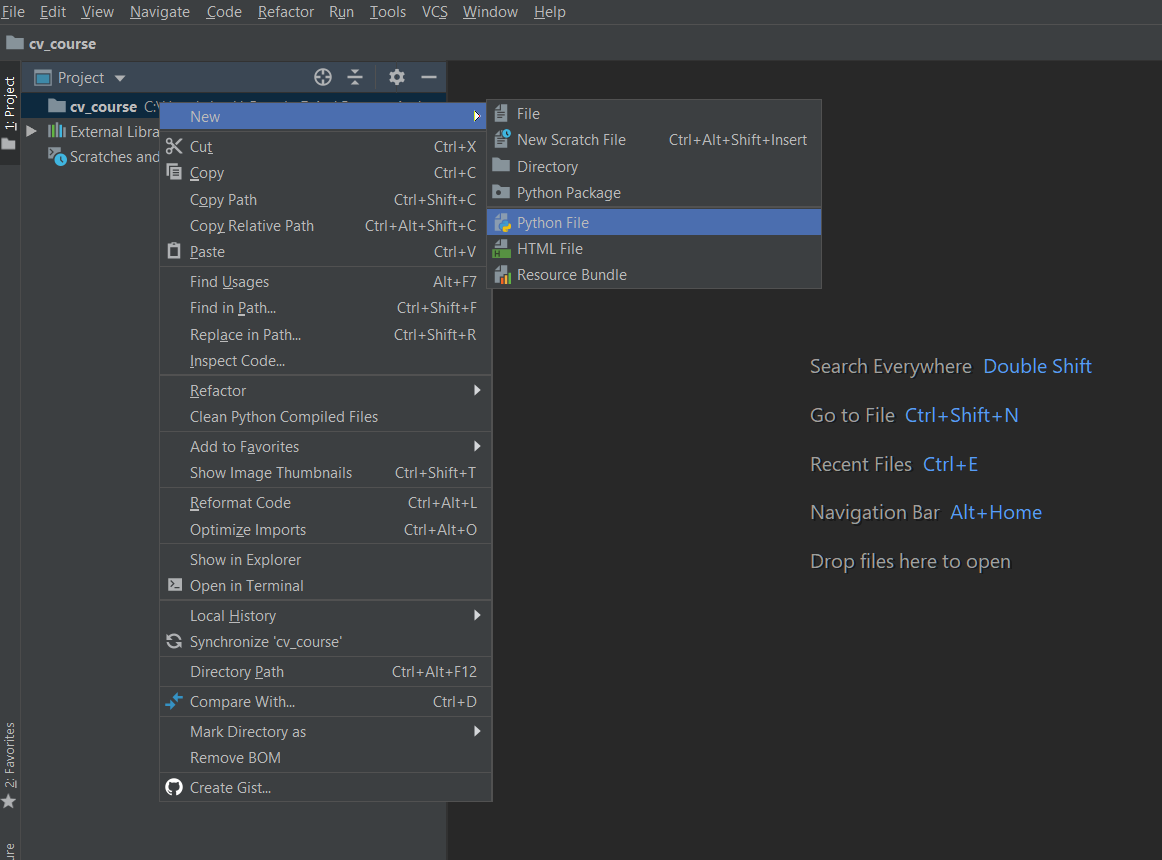 File Edit View Navigate Code Refactor Run Tools VCS Window Help
cv_course
1: Project
Project
cv_course
External Libra
Scratches and
New
Cut Ctrl+X
Copy Ctrl+C
Copy Path Ctrl+Shift+C
Copy Relative Path Ctrl+Alt+Shift+C
Paste Ctrl+V
Find Usages Alt+F7
Find in Path... Ctrl+Shift+F
Replace in Path... Ctrl+Shift+R
Inspect Code...
Refactor
Clean Python Compiled Files
Add to Favorites
Show Image Thumbnails Ctrl+Shift+T
Reformat Code Ctrl+Alt+L
Optimize Imports Ctrl+Alt+O
Show in Explorer
Open in Terminal
Local History
Synchronize 'cv_course'
Directory Path Ctrl+Alt+F12
Compare With... Ctrl+D
Mark Directory as
Remove BOM
Create Gist...
File
New Scratch File Ctrl+Alt+Shift+Insert
Directory
Python Package
Python File
HTML File
Resource Bundle
Search Everywhere Double Shift
Go to File Ctrl+Shift+N
Recent Files Ctrl+E
Navigation Bar Alt+Home
Drop files here to open
2: Favorites
ure